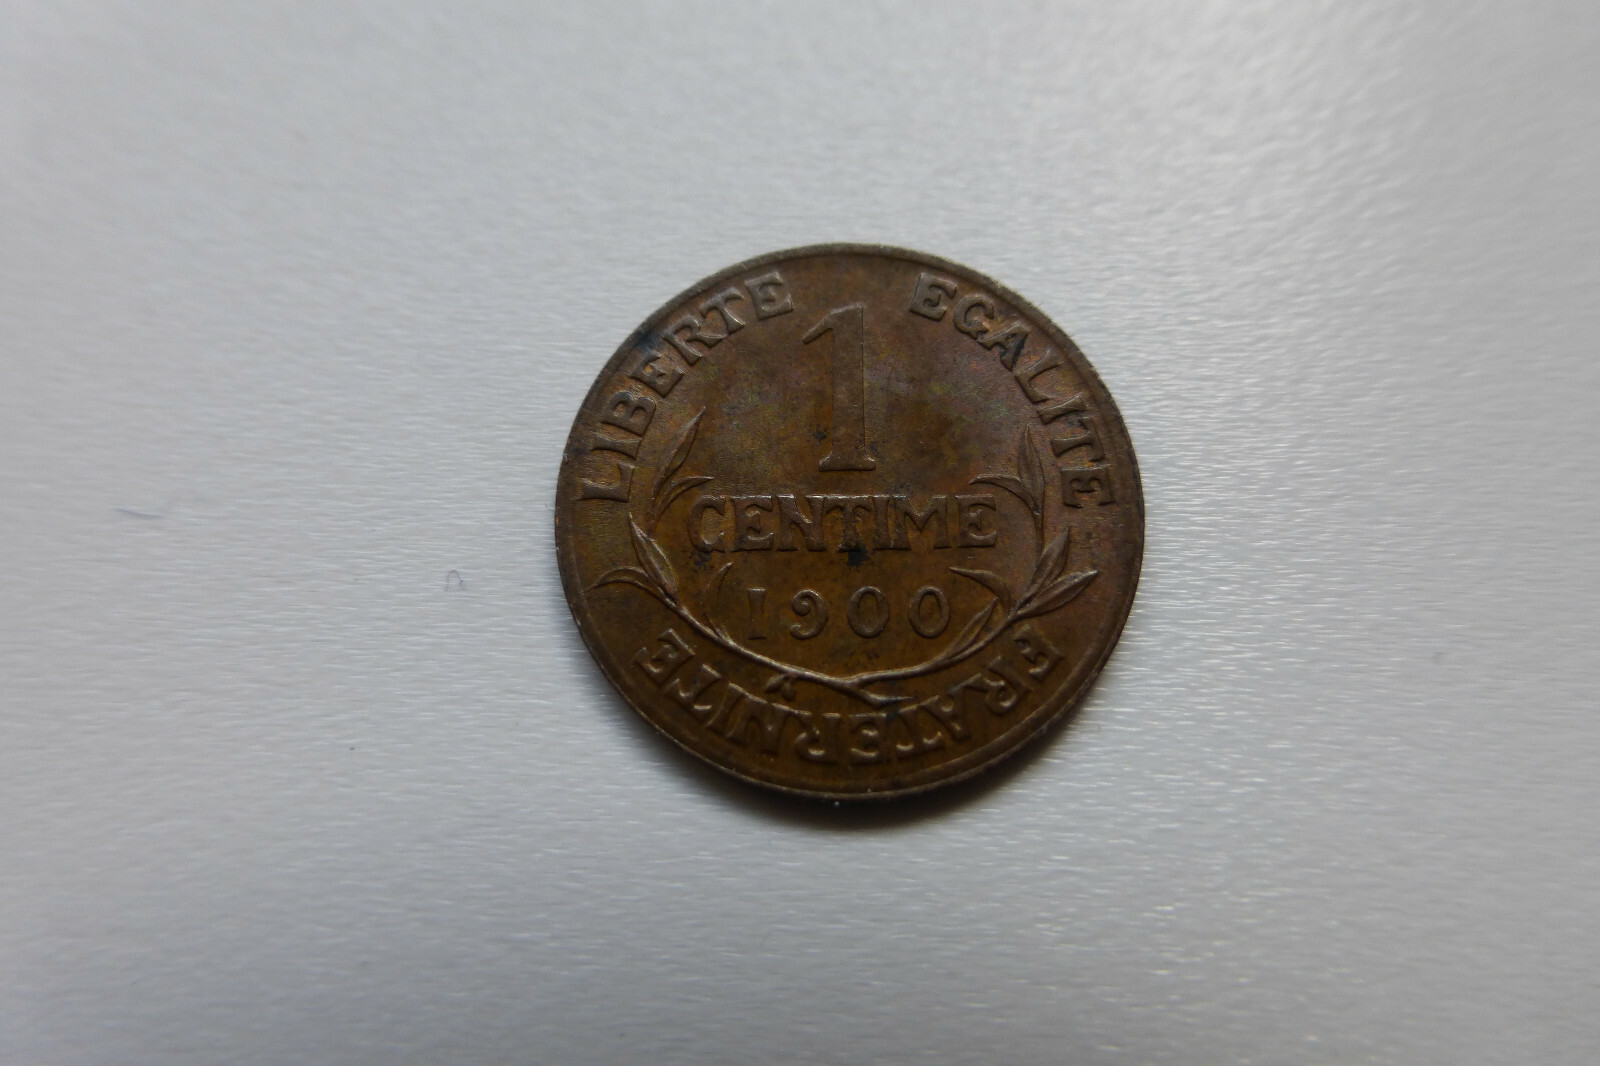 LIBERTE EGALITE
1
CENTIME
1900
FRATERNITE